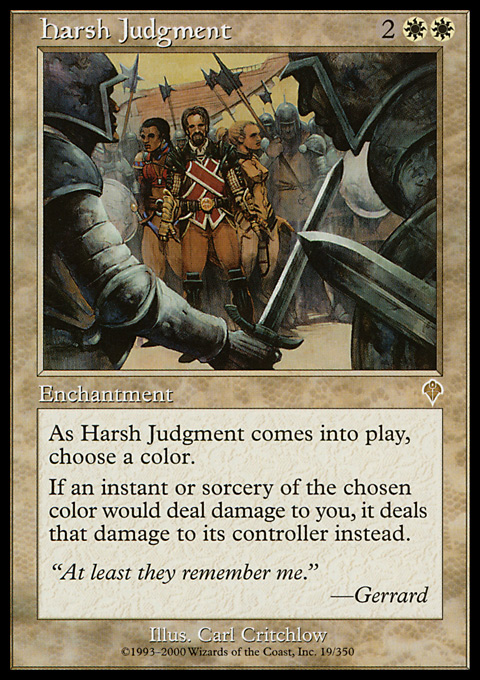 Harsh Judgment 2
Enchantment
As Harsh Judgment comes into play,
choose a color.
If an instant or sorcery of the chosen
color would deal damage to you, it deals
that damage to its controller instead.
“At least they remember me.”
—Gerrard
Illus. Carl Critchlow
©1993–2000 Wizards of the Coast, Inc. 19/350